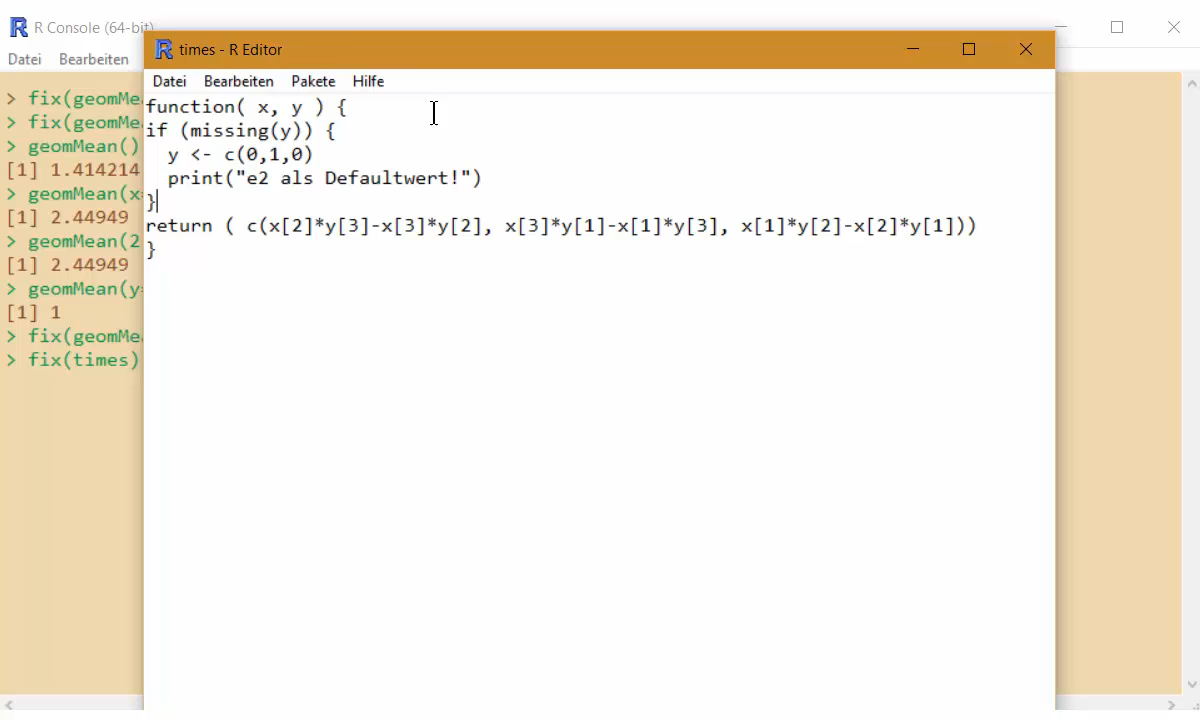 R Console (64-bit)
Datei Bearbeiten
times - R Editor
Datei Bearbeiten Pakete Hilfe
> fix(geomMe
> fix(geomMe
> geomMean()
[1] 1.414214
> geomMean(x
[1] 2.44949
> geomMean(2
[1] 2.44949
> geomMean(y
[1] 1
> fix(geomMe
> fix(times)
function( x, y ) {
if (missing(y)) {
  y <- c(0,1,0)
  print("e2 als Defaultwert!")
}
return ( c(x[2]*y[3]-x[3]*y[2], x[3]*y[1]-x[1]*y[3], x[1]*y[2]-x[2]*y[1]))
}